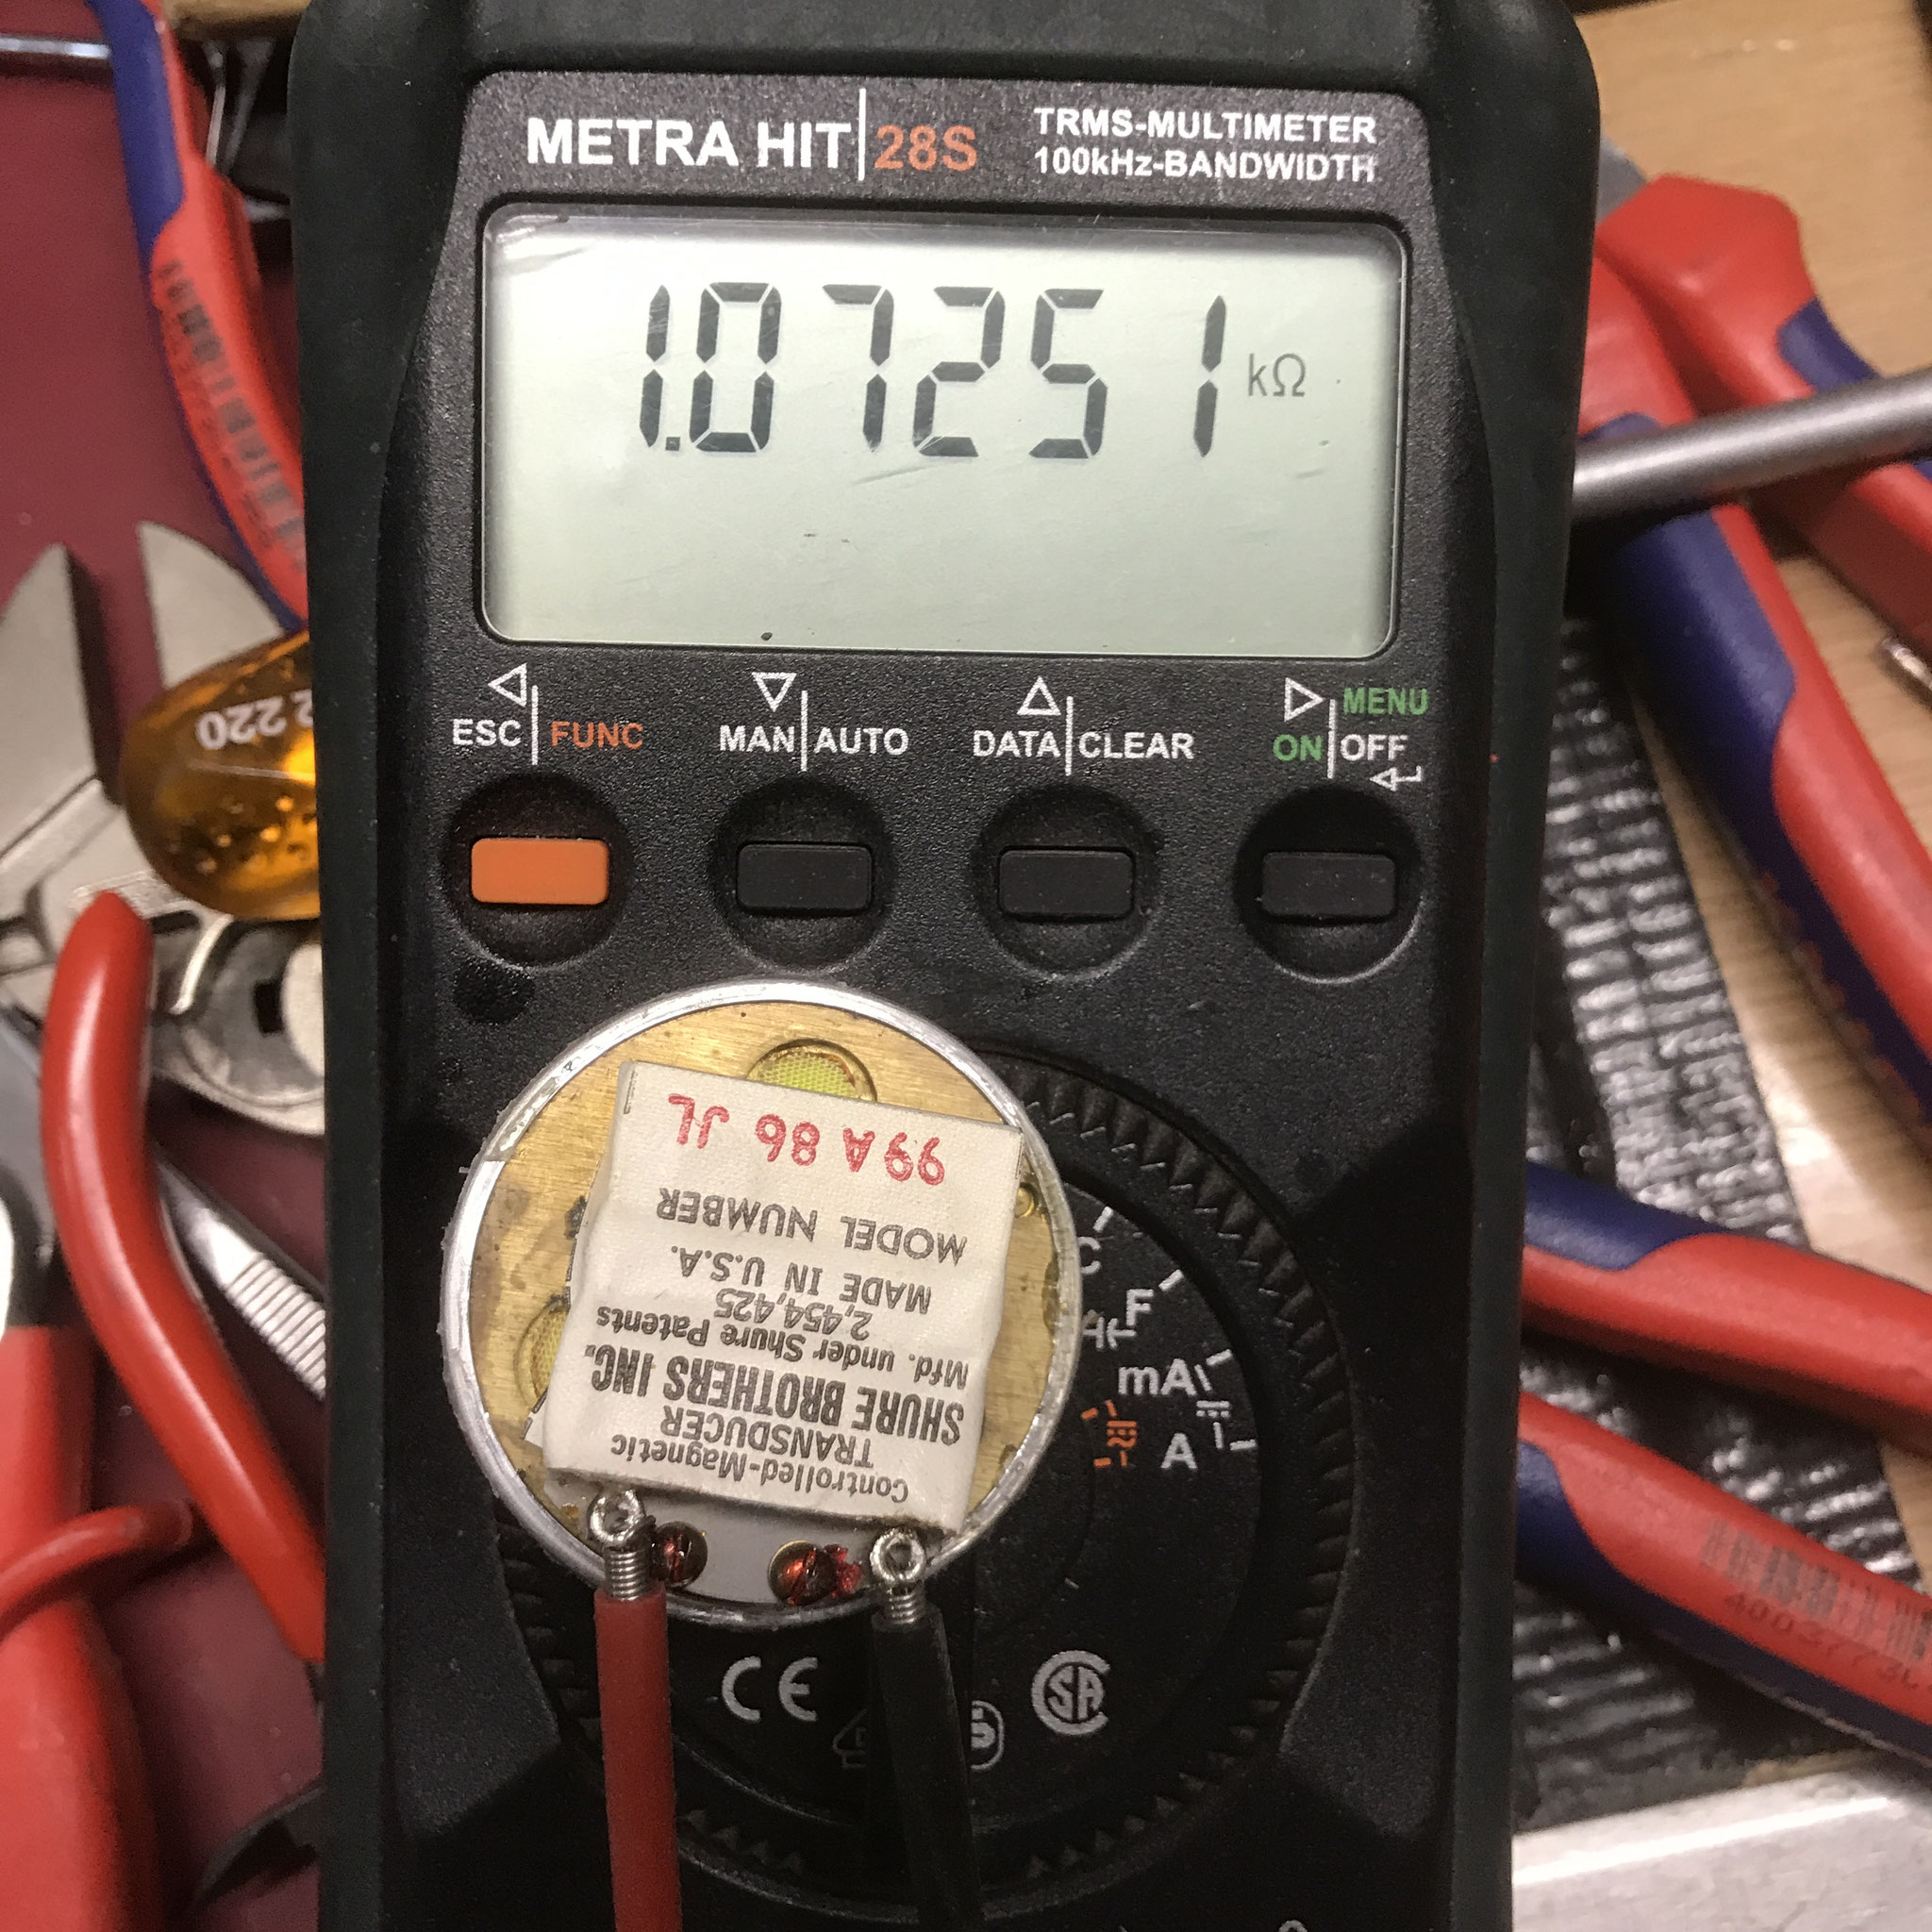 METRA HIT 28S
TRMS-MULTIMETER
100kHz-BANDWIDTH
1.07251 kΩ
ESC FUNC
MAN AUTO
DATA CLEAR
MENU
ON OFF
220
Controlled-Magnetic
TRANSDUCER
SHURE BROTHERS INC.
Mfd. under Shure Patents
2,454,425
MADE IN U.S.A.
MODEL NUMBER
99A 86 JL
C
F
mA
A
CE